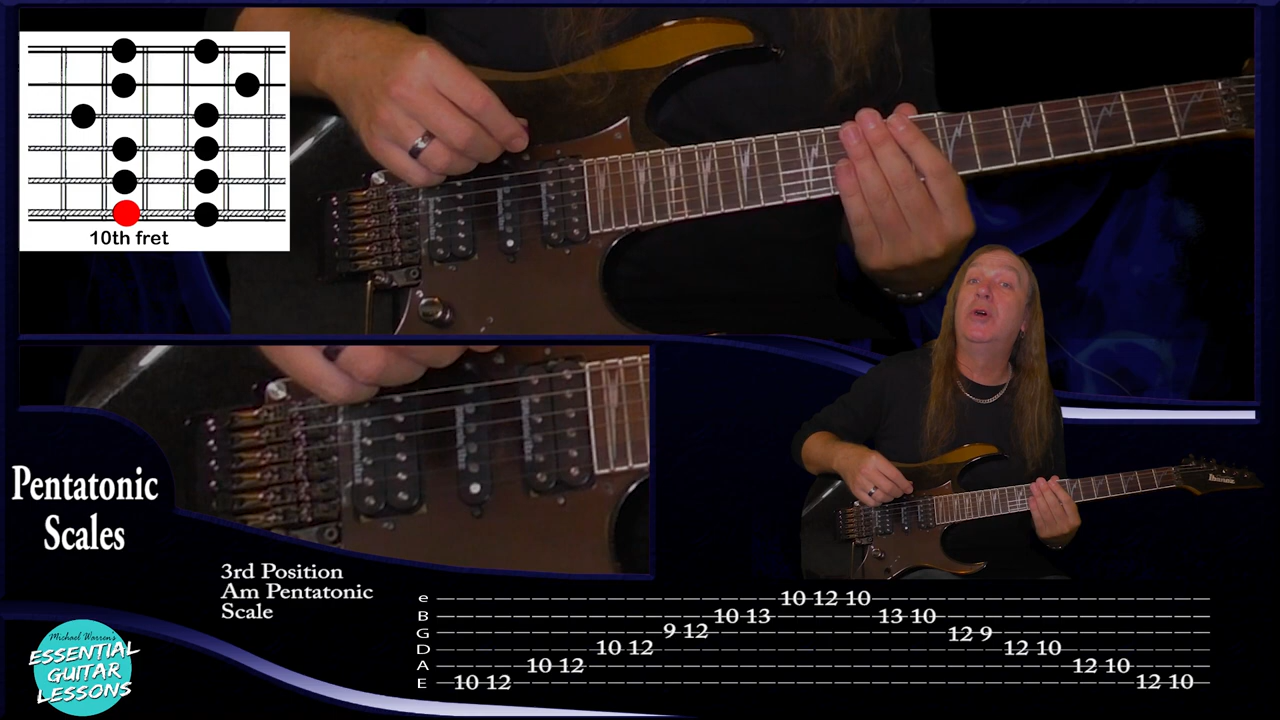 10th fret
Pentatonic
Scales
3rd Position
Am Pentatonic
Scale
e 10 12 10
B 10 13 13 10
G 9 12 12 9
D 10 12 12 10
A 10 12 12 10
E 10 12 12 10
Michael Warren's
ESSENTIAL
GUITAR
LESSONS
Ibanez